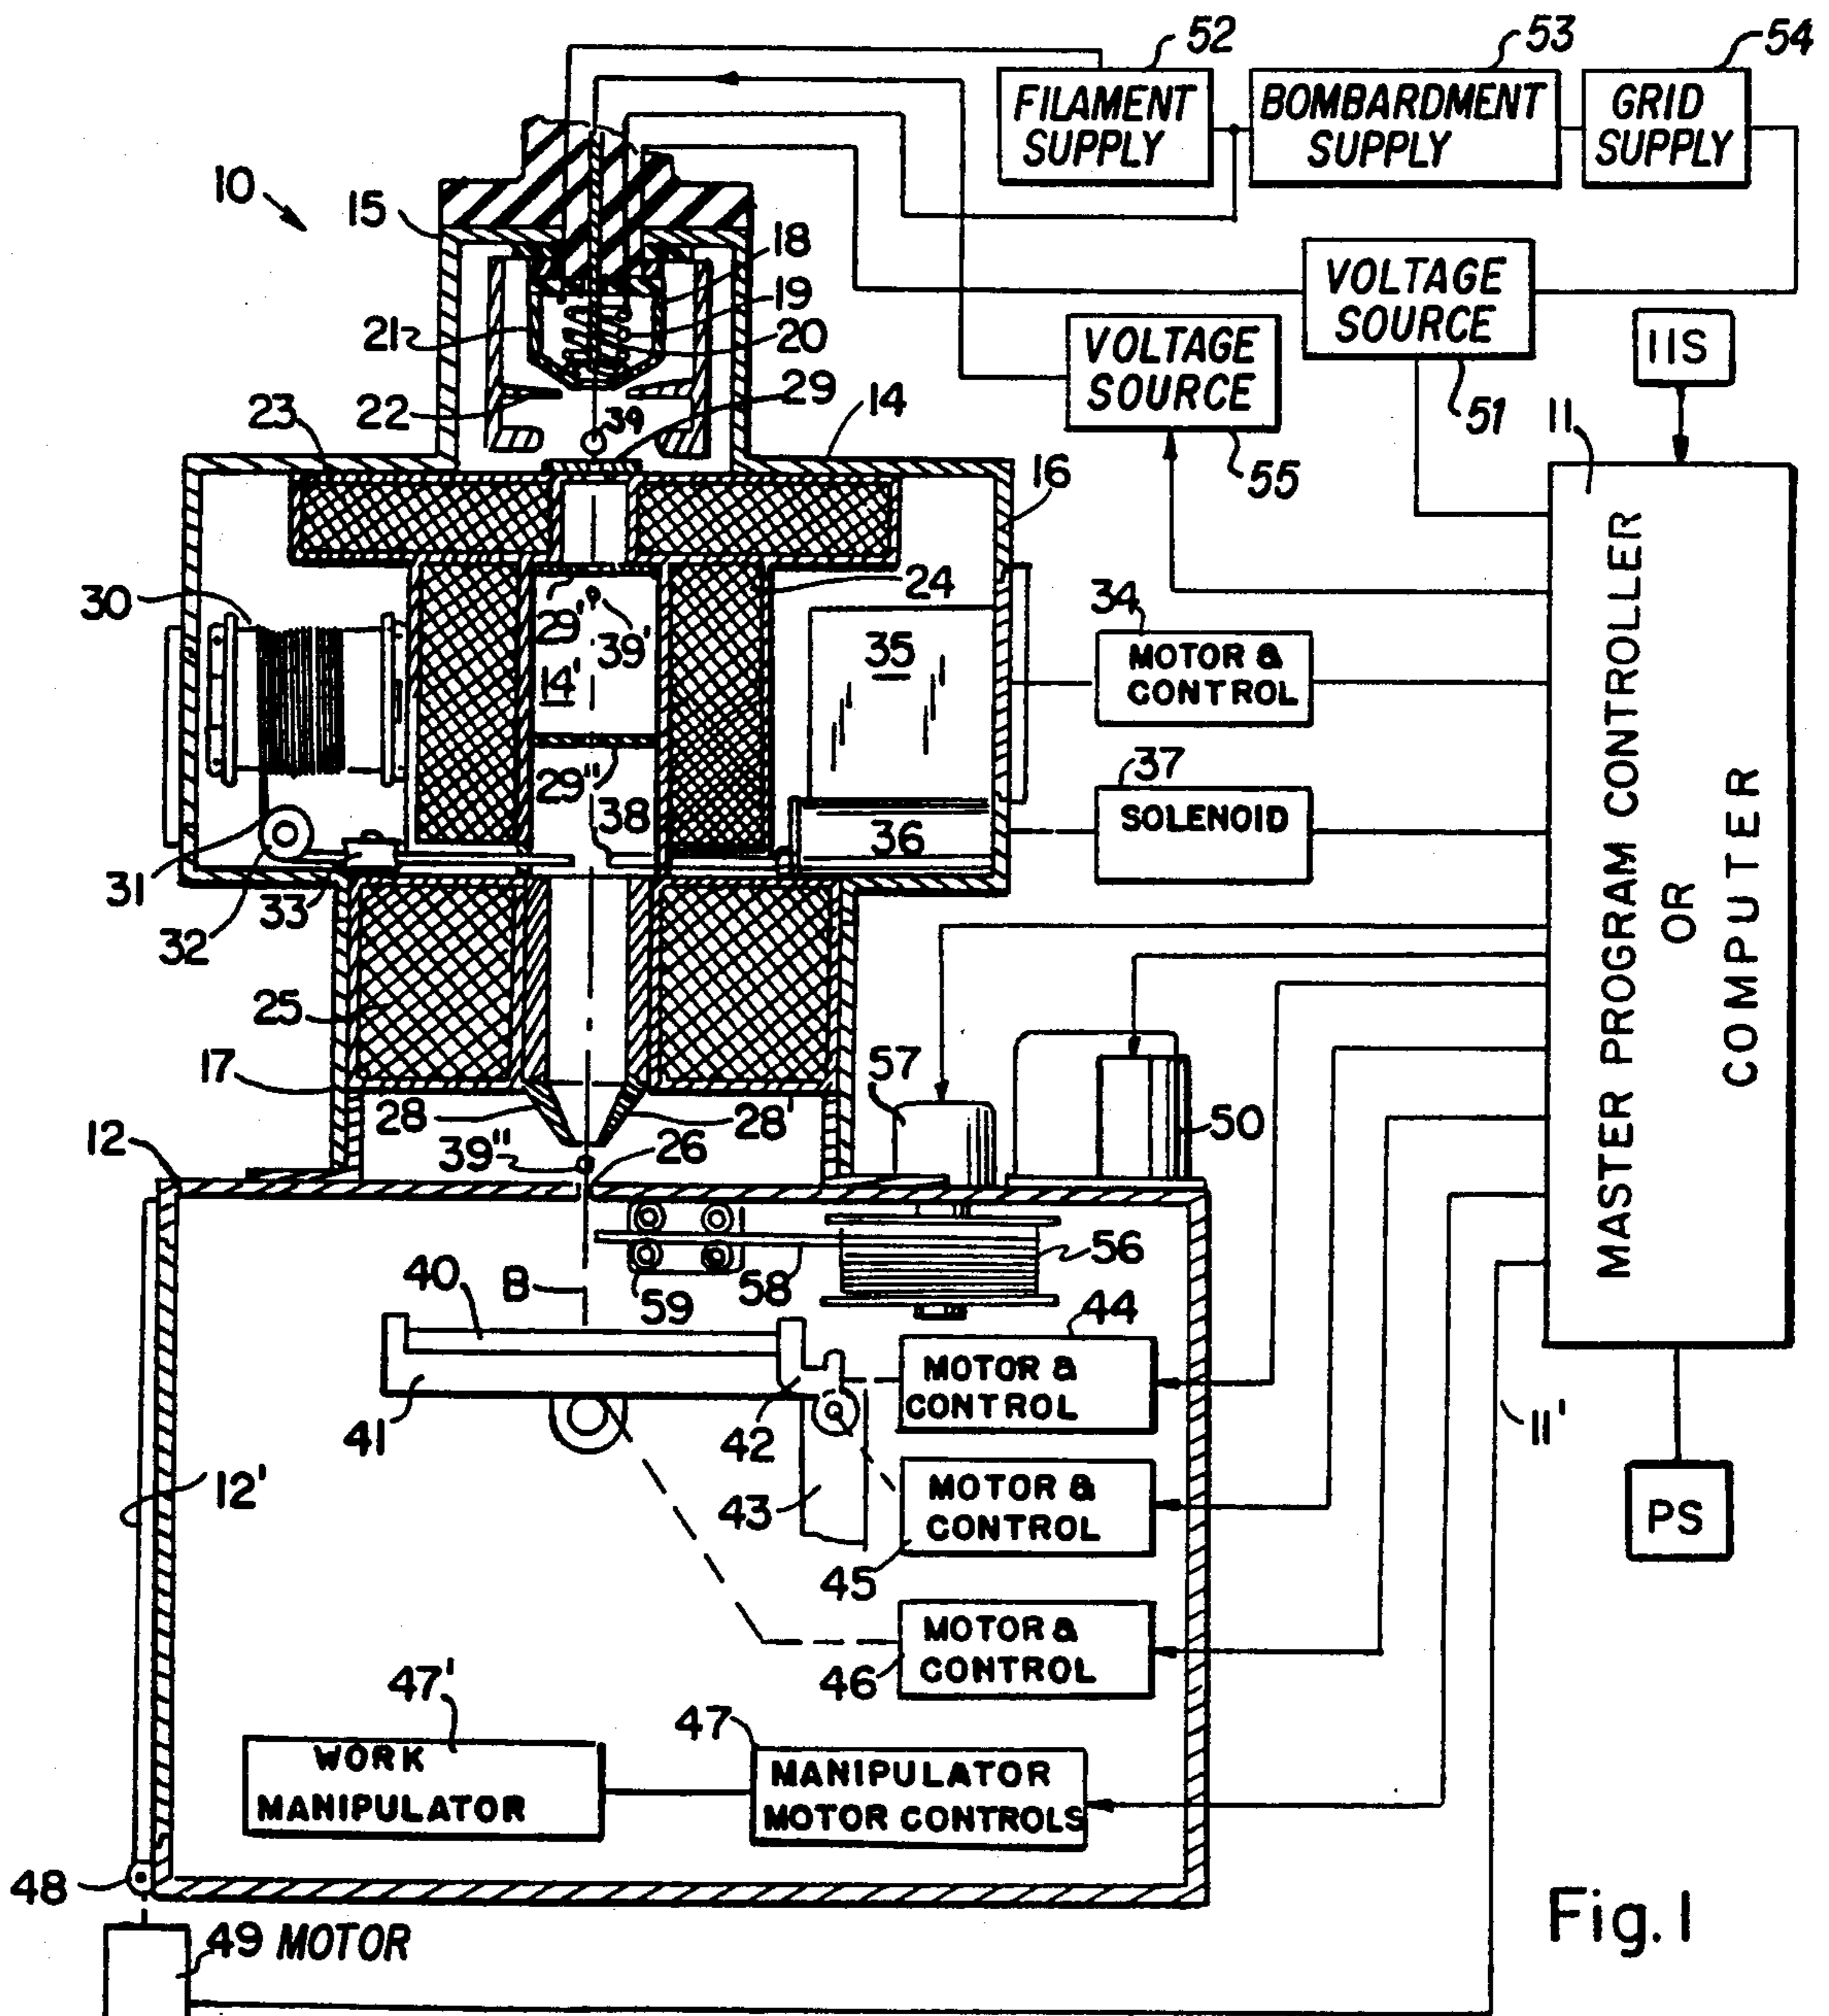 52
53
54
FILAMENT
SUPPLY
BOMBARDMENT
SUPPLY
GRID
SUPPLY
10
15
18
19
21
20
VOLTAGE
SOURCE
VOLTAGE
SOURCE
11S
22
39
29
14
51
11
23
55
16
30
29'
39'
24
34
MOTOR &
CONTROL
35
14'
29"
38
37
SOLENOID
36
31
32
33
MASTER PROGRAM CONTROLLER
OR
COMPUTER
25
17
28
28'
57
50
12
39"
26
40
B
59
58
56
44
MOTOR &
CONTROL
41
42
11'
12'
43
MOTOR &
CONTROL
45
PS
MOTOR &
CONTROL
46
47'
47
WORK
MANIPULATOR
MANIPULATOR
MOTOR CONTROLS
48
49 MOTOR
Fig. 1